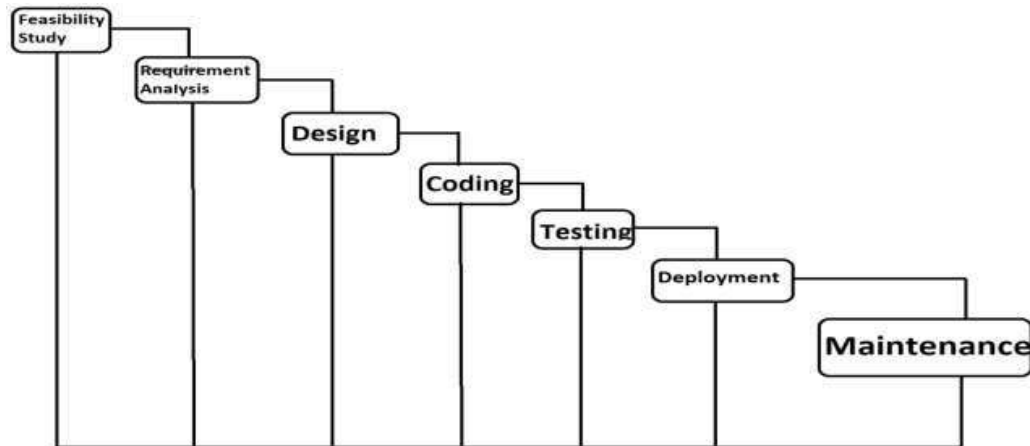 Feasibility
Study
Requirement
Analysis
Design
Coding
Testing
Deployment
Maintenance